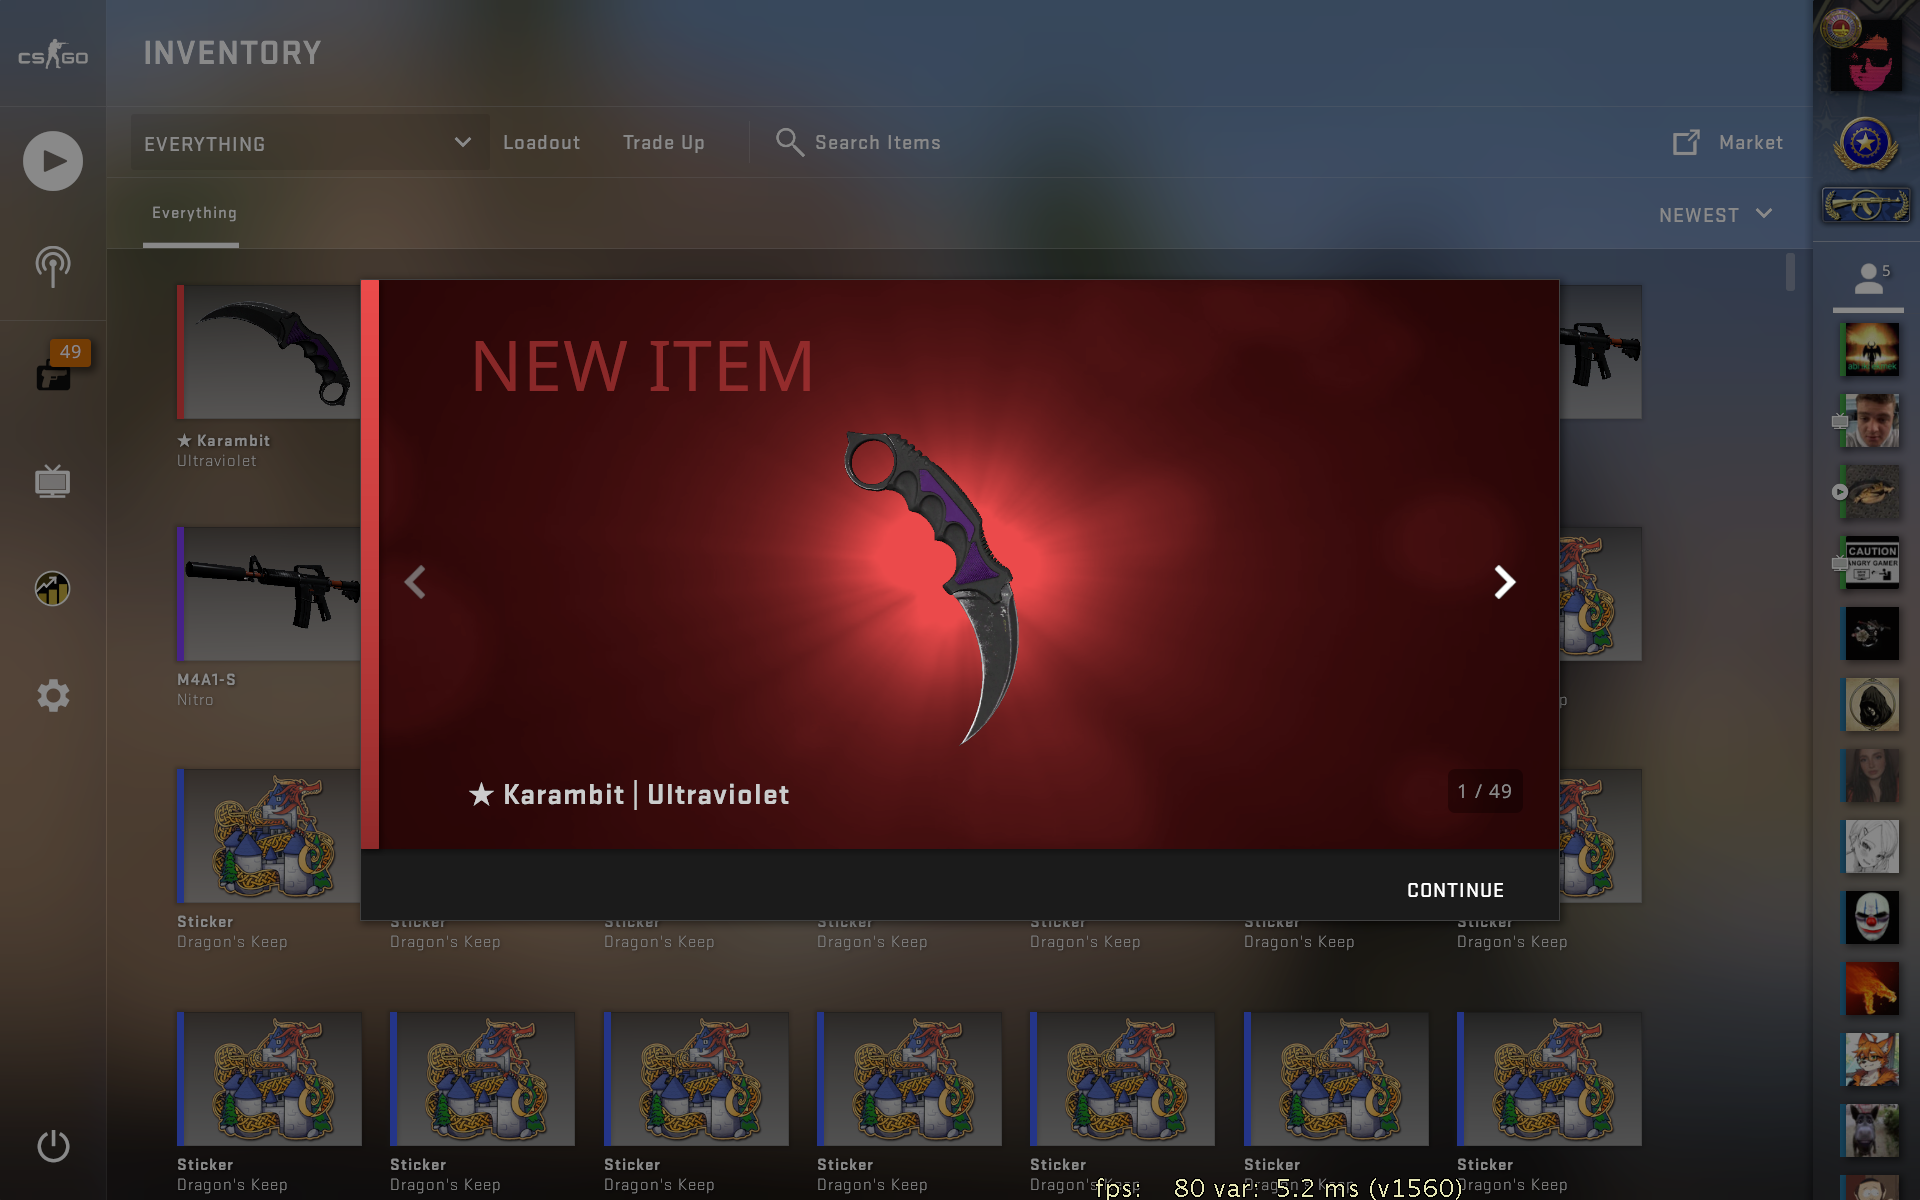 CS GO
INVENTORY
EVERYTHING
Loadout
Trade Up
Search Items
Market
Everything
NEWEST
5
49
NEW ITEM
★ Karambit
Ultraviolet
M4A1-S
Nitro
p
★ Karambit | Ultraviolet
1 / 49
CONTINUE
CAUTION
ANGRY GAMER
Sticker Sticker Sticker Sticker Sticker Sticker Sticker
Dragon's Keep Dragon's Keep Dragon's Keep Dragon's Keep Dragon's Keep Dragon's Keep Dragon's Keep
Sticker Sticker Sticker Sticker Sticker Sticker Sticker
Dragon's Keep Dragon's Keep Dragon's Keep Dragon's Keep Dragon's Keep Dragon's Keep Dragon's Keep
fps: 80 var: 5.2 ms (v1560)